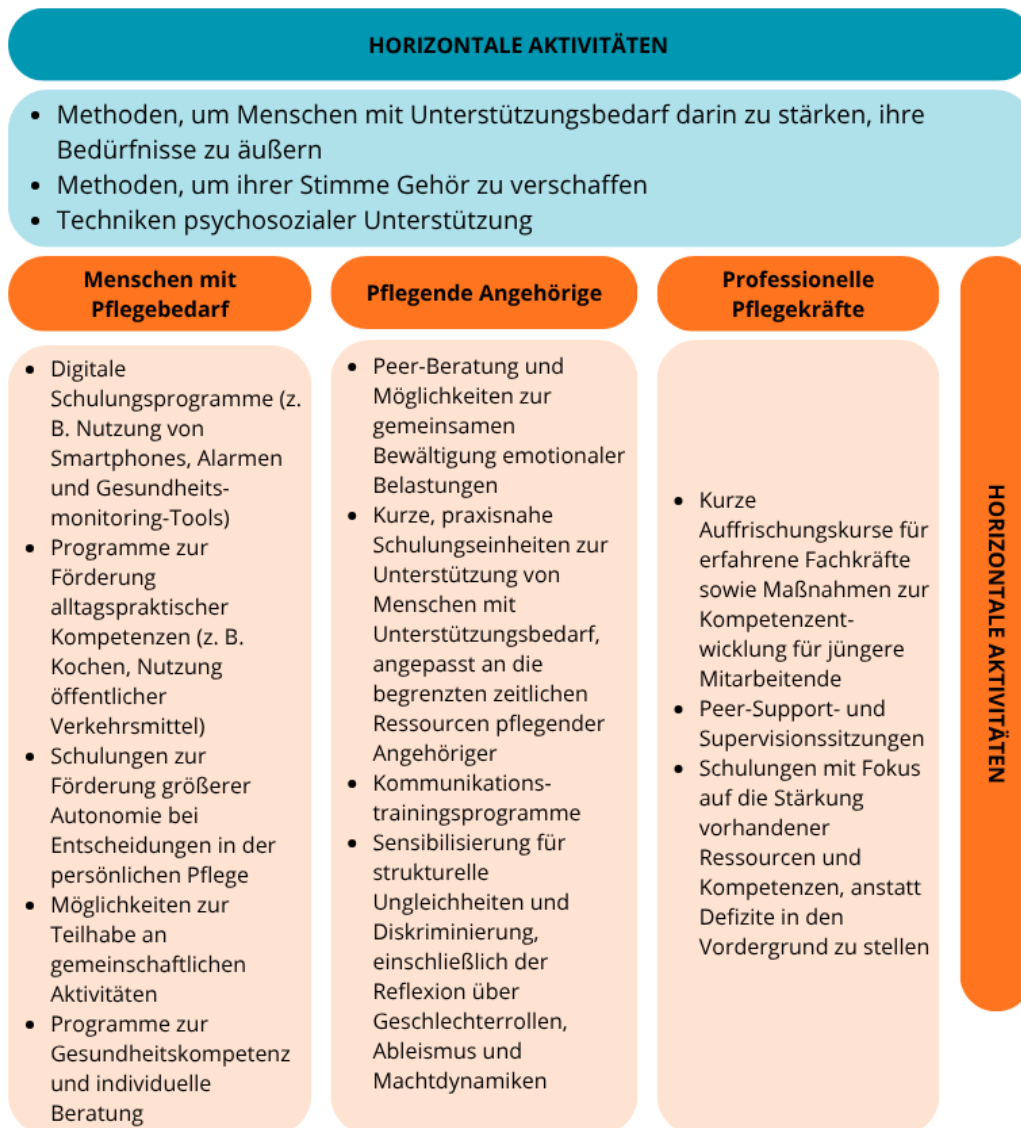 HORIZONTALE AKTIVITÄTEN
• Methoden, um Menschen mit Unterstützungsbedarf darin zu stärken, ihre
Bedürfnisse zu äußern
• Methoden, um ihrer Stimme Gehör zu verschaffen
• Techniken psychosozialer Unterstützung
Menschen mit
Pflegebedarf
• Digitale
Schulungsprogramme (z.
B. Nutzung von
Smartphones, Alarmen
und Gesundheits-
monitoring-Tools)
• Programme zur
Förderung
alltagspraktischer
Kompetenzen (z. B.
Kochen, Nutzung
öffentlicher
Verkehrsmittel)
• Schulungen zur
Förderung größerer
Autonomie bei
Entscheidungen in der
persönlichen Pflege
• Möglichkeiten zur
Teilhabe an
gemeinschaftlichen
Aktivitäten
• Programme zur
Gesundheitskompetenz
und individuelle
Beratung
Pflegende Angehörige
• Peer-Beratung und
Möglichkeiten zur
gemeinsamen
Bewältigung emotionaler
Belastungen
• Kurze, praxisnahe
Schulungseinheiten zur
Unterstützung von
Menschen mit
Unterstützungsbedarf,
angepasst an die
begrenzten zeitlichen
Ressourcen pflegender
Angehöriger
• Kommunikations-
trainingsprogramme
• Sensibilisierung für
strukturelle
Ungleichheiten und
Diskriminierung,
einschließlich der
Reflexion über
Geschlechterrollen,
Ableismus und
Machtdynamiken
Professionelle
Pflegekräfte
• Kurze
Auffrischungskurse für
erfahrene Fachkräfte
sowie Maßnahmen zur
Kompetenzent-
wicklung für jüngere
Mitarbeitende
• Peer-Support- und
Supervisionssitzungen
• Schulungen mit Fokus
auf die Stärkung
vorhandener
Ressourcen und
Kompetenzen, anstatt
Defizite in den
Vordergrund zu stellen
HORIZONTALE AKTIVITÄTEN